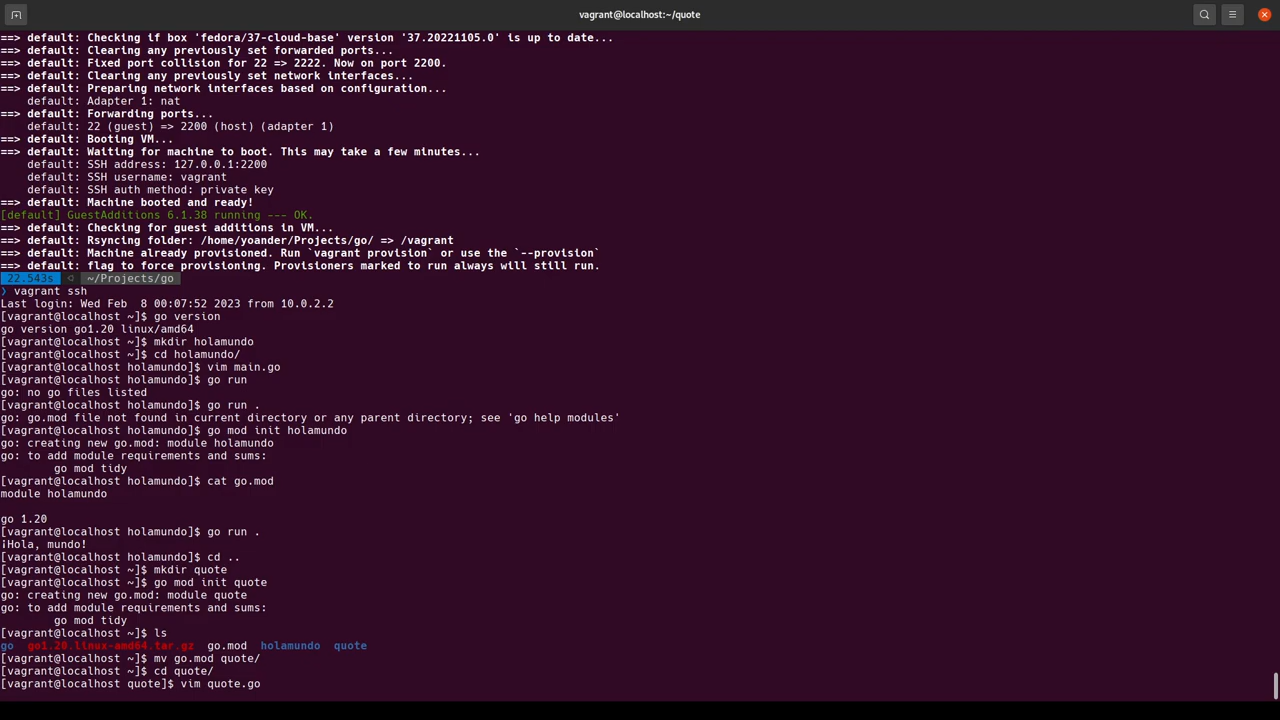 vagrant@localhost:~/quote
==> default: Checking if box 'fedora/37-cloud-base' version '37.20221105.0' is up to date...
==> default: Clearing any previously set forwarded ports...
==> default: Fixed port collision for 22 => 2222. Now on port 2200.
==> default: Clearing any previously set network interfaces...
==> default: Preparing network interfaces based on configuration...
    default: Adapter 1: nat
==> default: Forwarding ports...
    default: 22 (guest) => 2200 (host) (adapter 1)
==> default: Booting VM...
==> default: Waiting for machine to boot. This may take a few minutes...
    default: SSH address: 127.0.0.1:2200
    default: SSH username: vagrant
    default: SSH auth method: private key
==> default: Machine booted and ready!
[default] GuestAdditions 6.1.38 running --- OK.
==> default: Checking for guest additions in VM...
==> default: Rsyncing folder: /home/yoander/Projects/go/ => /vagrant
==> default: Machine already provisioned. Run `vagrant provision` or use the `--provision`
==> default: flag to force provisioning. Provisioners marked to run always will still run.
22.543s ~/Projects/go
❯ vagrant ssh
Last login: Wed Feb  8 00:07:52 2023 from 10.0.2.2
[vagrant@localhost ~]$ go version
go version go1.20 linux/amd64
[vagrant@localhost ~]$ mkdir holamundo
[vagrant@localhost ~]$ cd holamundo/
[vagrant@localhost holamundo]$ vim main.go
[vagrant@localhost holamundo]$ go run
go: no go files listed
[vagrant@localhost holamundo]$ go run .
go: go.mod file not found in current directory or any parent directory; see 'go help modules'
[vagrant@localhost holamundo]$ go mod init holamundo
go: creating new go.mod: module holamundo
go: to add module requirements and sums:
        go mod tidy
[vagrant@localhost holamundo]$ cat go.mod
module holamundo
go 1.20
[vagrant@localhost holamundo]$ go run .
¡Hola, mundo!
[vagrant@localhost holamundo]$ cd ..
[vagrant@localhost ~]$ mkdir quote
[vagrant@localhost ~]$ go mod init quote
go: creating new go.mod: module quote
go: to add module requirements and sums:
        go mod tidy
[vagrant@localhost ~]$ ls
go  go1.20.linux-amd64.tar.gz  go.mod  holamundo  quote
[vagrant@localhost ~]$ mv go.mod quote/
[vagrant@localhost ~]$ cd quote/
[vagrant@localhost quote]$ vim quote.go